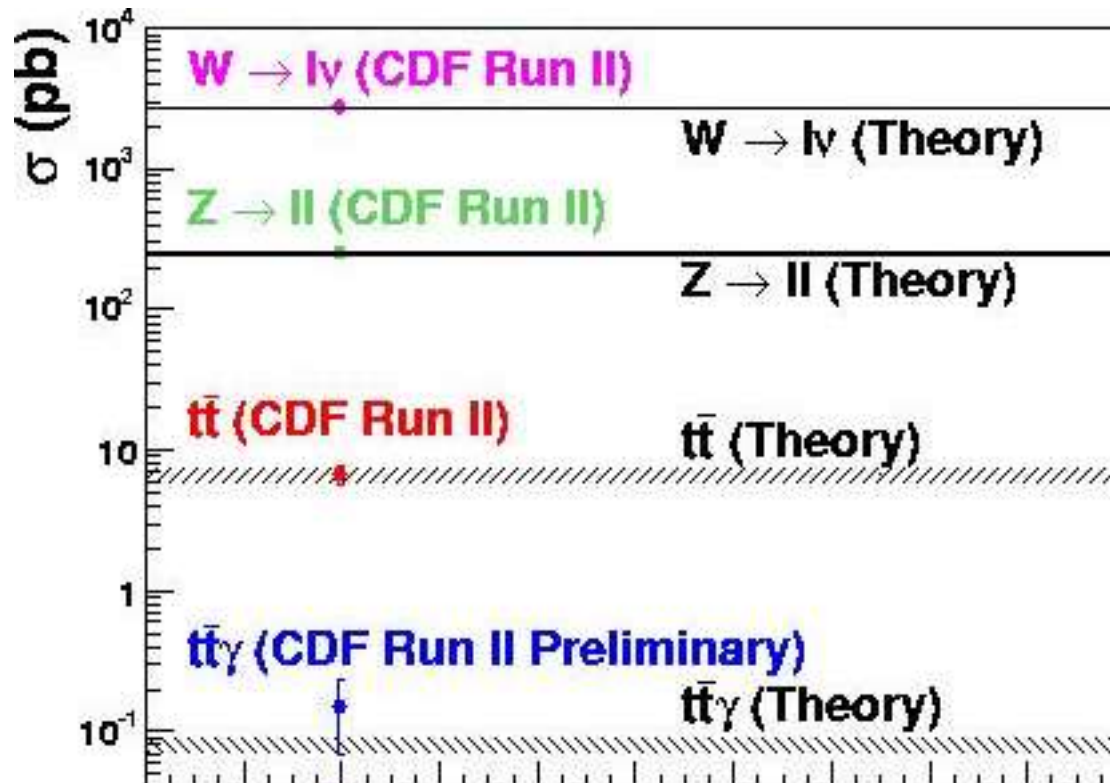 σ (pb)
10⁴
W → lν (CDF Run II)
W → lν (Theory)
10³
Z → ll (CDF Run II)
Z → ll (Theory)
10²
tt̄ (CDF Run II)
tt̄ (Theory)
10
1
tt̄γ (CDF Run II Preliminary)
tt̄γ (Theory)
10⁻¹